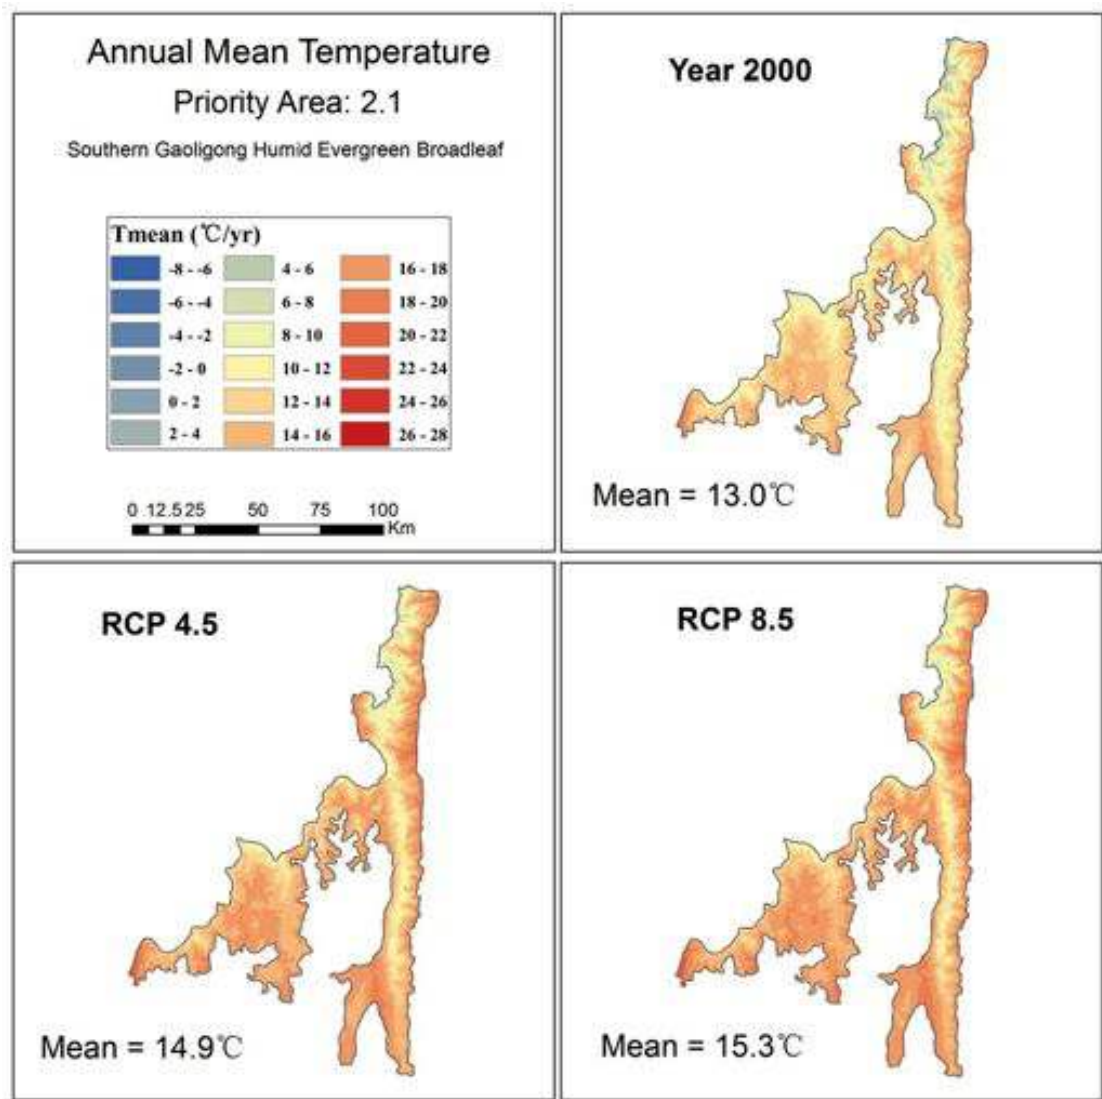 Annual Mean Temperature
Priority Area: 2.1
Southern Gaoligong Humid Evergreen Broadleaf
Tmean (℃/yr)
-8 - -6
-6 - -4
-4 - -2
-2 - 0
0 - 2
2 - 4
4 - 6
6 - 8
8 - 10
10 - 12
12 - 14
14 - 16
16 - 18
18 - 20
20 - 22
22 - 24
24 - 26
26 - 28
0 12.5 25 50 75 100
Km
Year 2000
Mean = 13.0℃
RCP 4.5
Mean = 14.9℃
RCP 8.5
Mean = 15.3℃